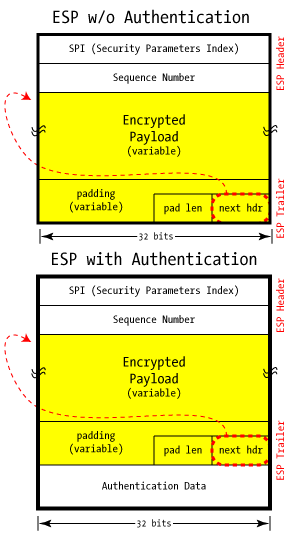 ESP w/o Authentication
SPI (Security Parameters Index)
ESP Header
Sequence Number
Encrypted
Payload
(variable)
padding
(variable)
pad len
next hdr
ESP Trailer
32 bits
ESP with Authentication
SPI (Security Parameters Index)
ESP Header
Sequence Number
Encrypted
Payload
(variable)
padding
(variable)
pad len
next hdr
ESP Trailer
Authentication Data
32 bits